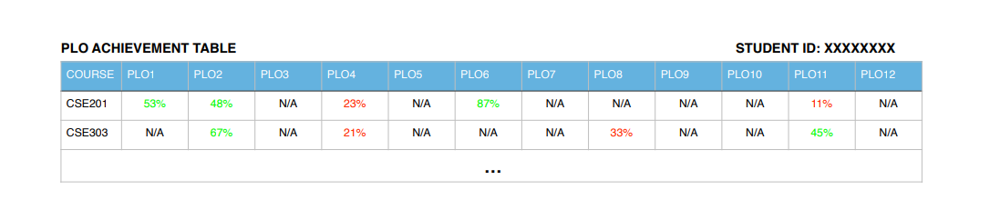 PLO ACHIEVEMENT TABLE STUDENT ID: XXXXXXXX
COURSE PLO1 PLO2 PLO3 PLO4 PLO5 PLO6 PLO7 PLO8 PLO9 PLO10 PLO11 PLO12
CSE201 53% 48% N/A 23% N/A 87% N/A N/A N/A N/A 11% N/A
CSE303 N/A 67% N/A 21% N/A N/A N/A 33% N/A N/A 45% N/A
...